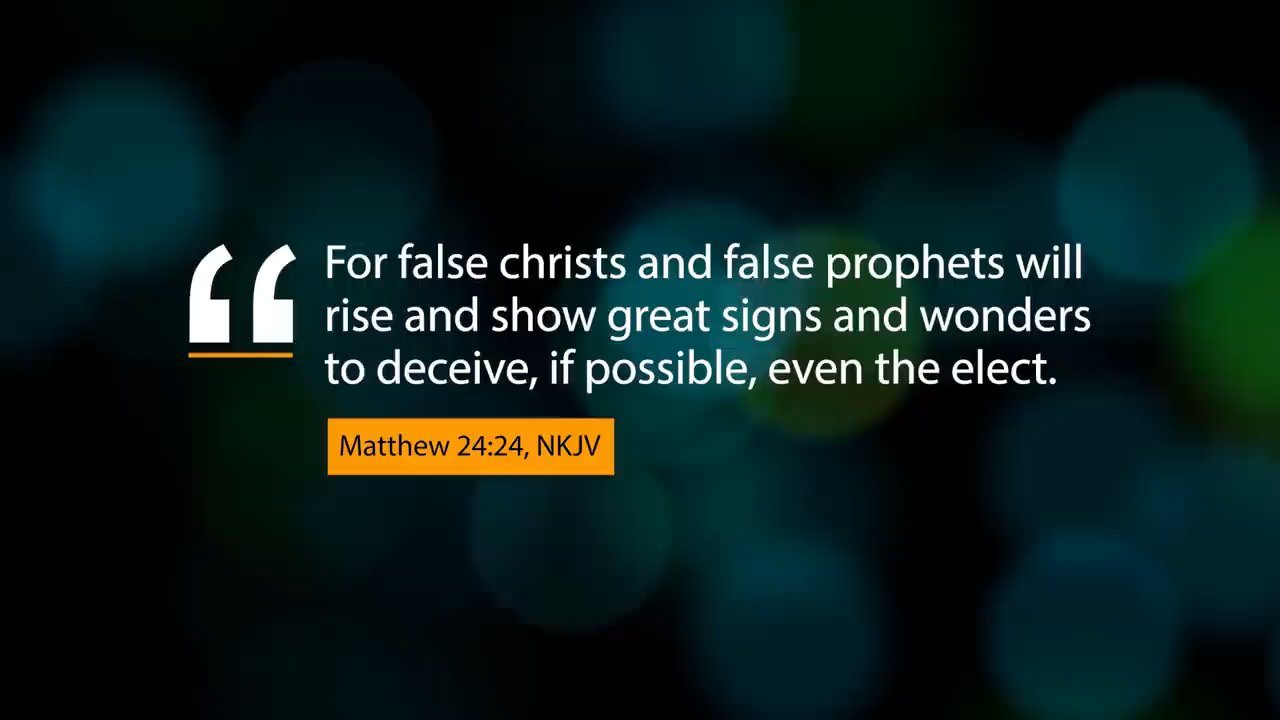 “
For false christs and false prophets will
rise and show great signs and wonders
to deceive, if possible, even the elect.
Matthew 24:24, NKJV